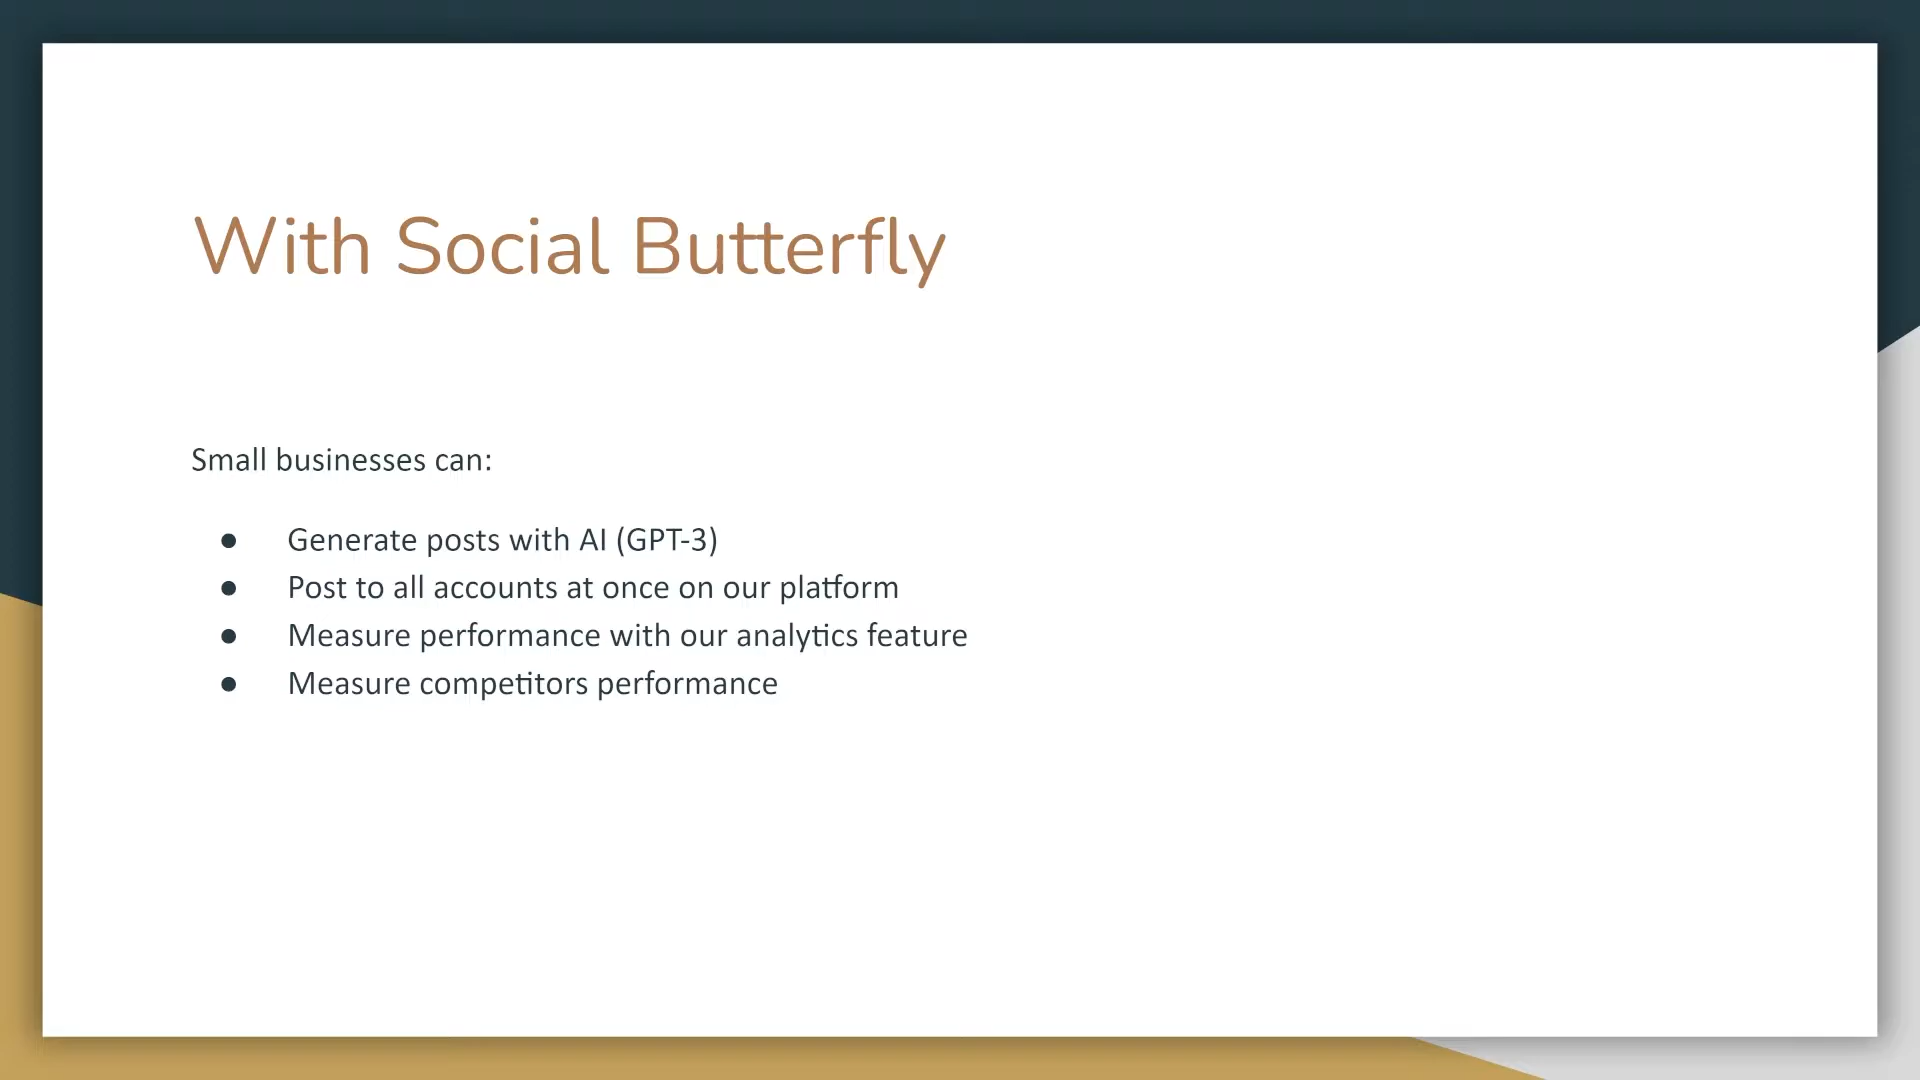 With Social Butterfly
Small businesses can:
● Generate posts with AI (GPT-3)
● Post to all accounts at once on our platform
● Measure performance with our analytics feature
● Measure competitors performance